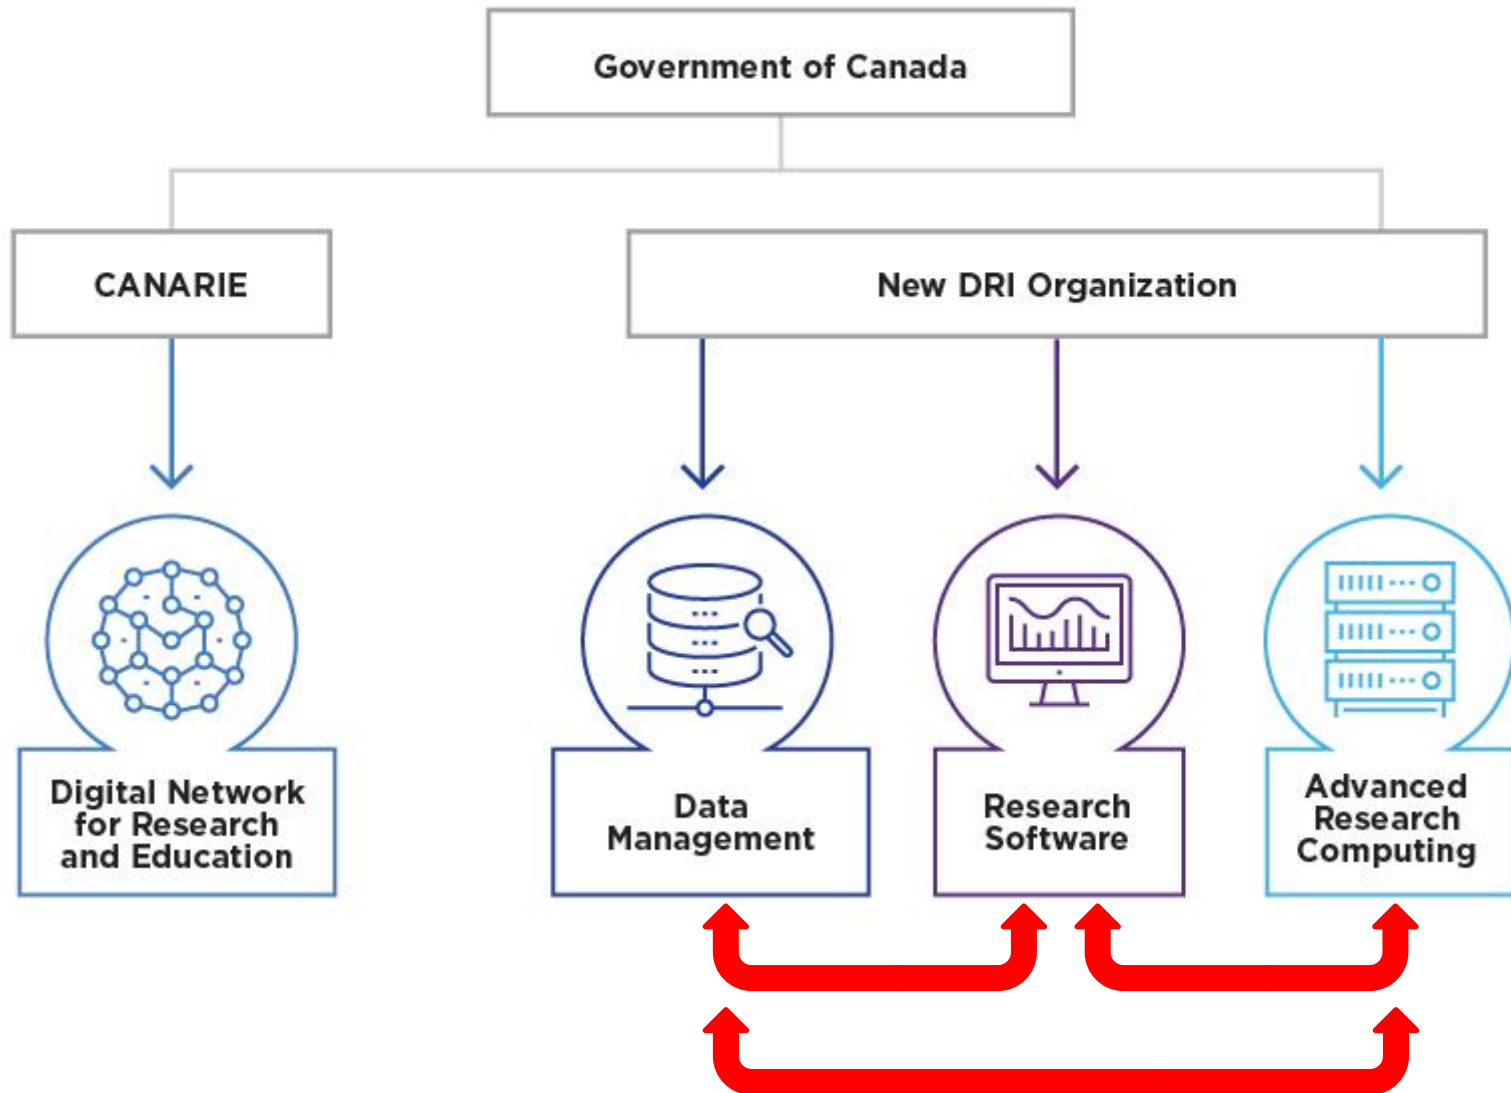 Government of Canada
CANARIE
New DRI Organization
Digital Network
for Research
and Education
Data
Management
Research
Software
Advanced
Research
Computing